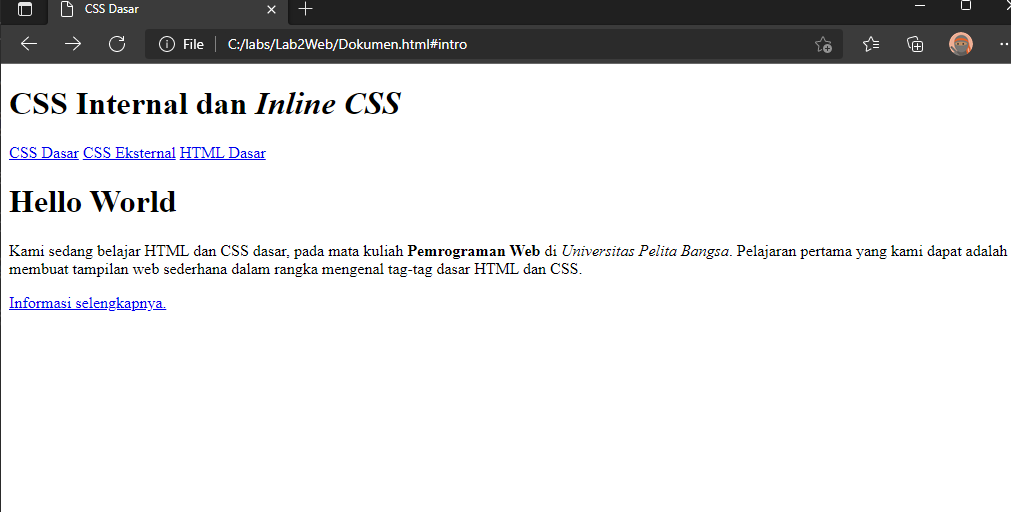 CSS Dasar
File
C:/labs/Lab2Web/Dokumen.html#intro
CSS Internal dan Inline CSS
CSS Dasar CSS Eksternal HTML Dasar
Hello World
Kami sedang belajar HTML dan CSS dasar, pada mata kuliah Pemrograman Web di Universitas Pelita Bangsa. Pelajaran pertama yang kami dapat adalah
membuat tampilan web sederhana dalam rangka mengenal tag-tag dasar HTML dan CSS.
Informasi selengkapnya.